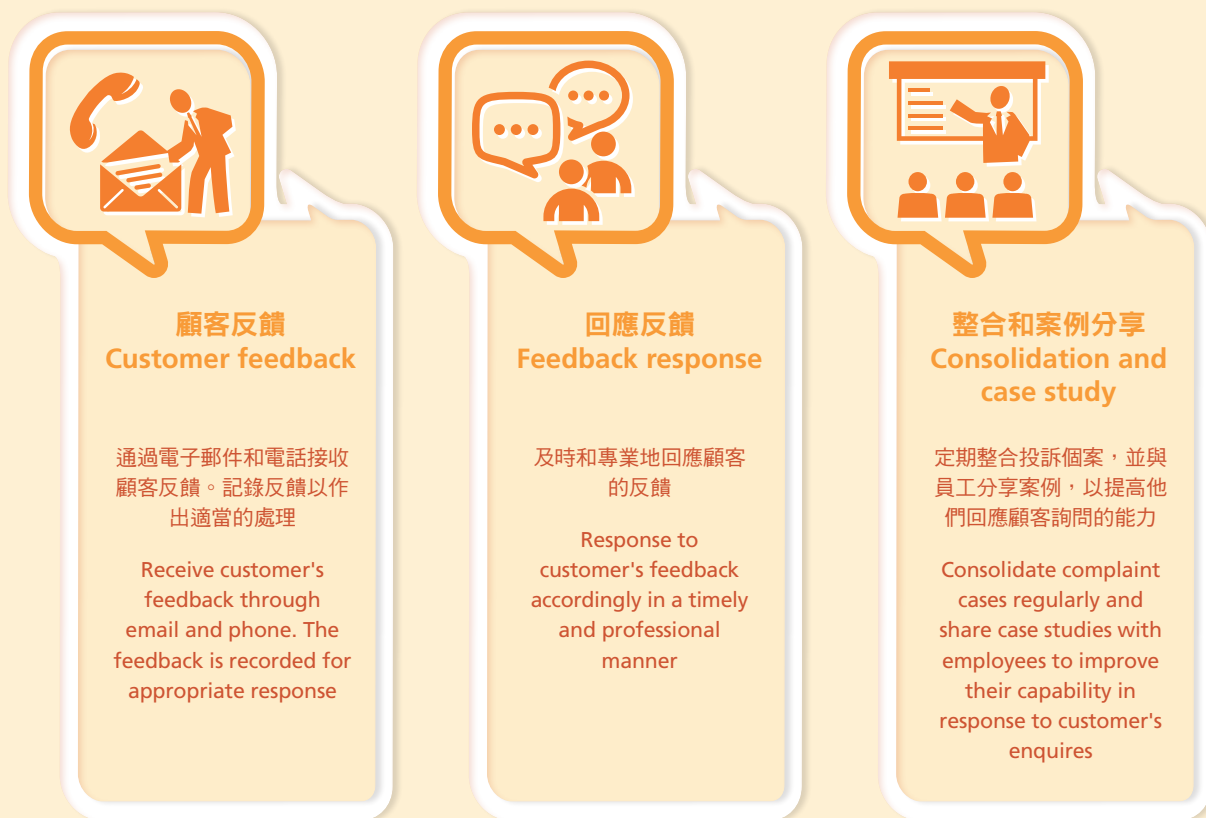 顧客反饋
Customer feedback
通過電子郵件和電話接收
顧客反饋。記錄反饋以作
出適當的處理
Receive customer's
feedback through
email and phone. The
feedback is recorded for
appropriate response
回應反饋
Feedback response
及時和專業地回應顧客
的反饋
Response to
customer's feedback
accordingly in a timely
and professional
manner
整合和案例分享
Consolidation and
case study
定期整合投訴個案，並與
員工分享案例，以提高他
們回應顧客詢問的能力
Consolidate complaint
cases regularly and
share case studies with
employees to improve
their capability in
response to customer's
enquires